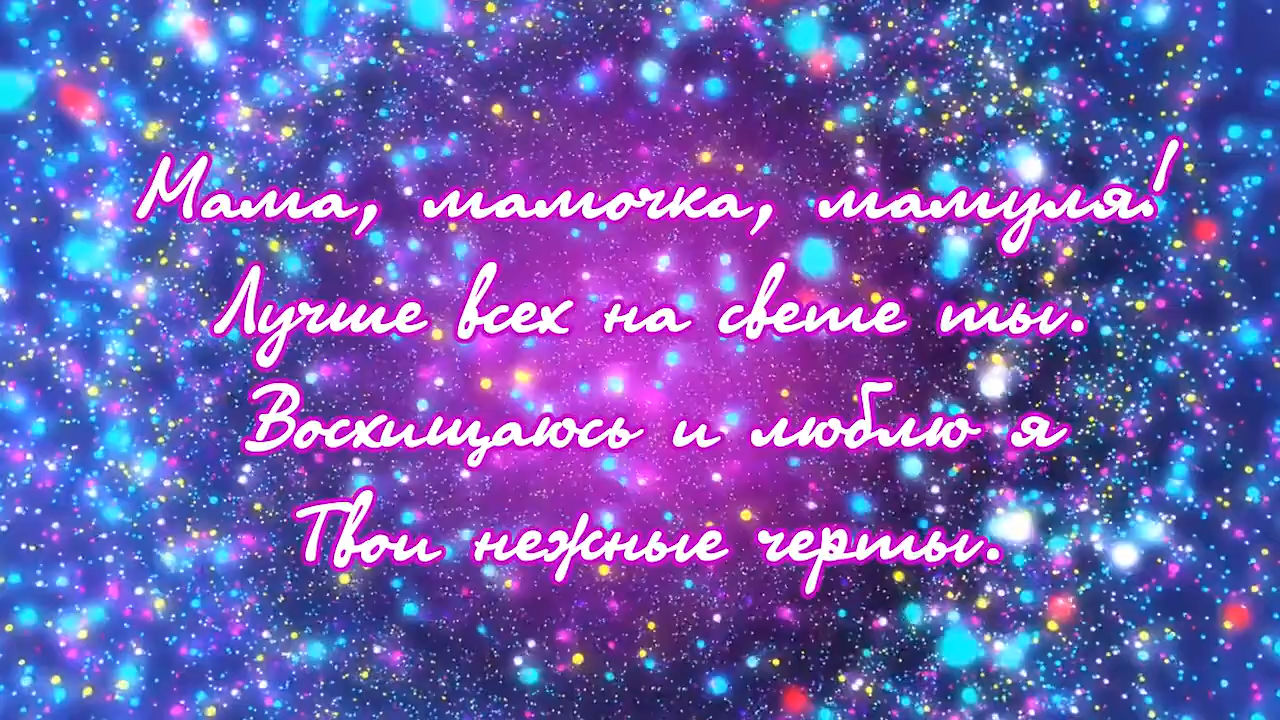 Мама, мамочка, мамуля!
Лучше всех на свете ты.
Восхищаюсь и люблю я
Твои нежные черты.